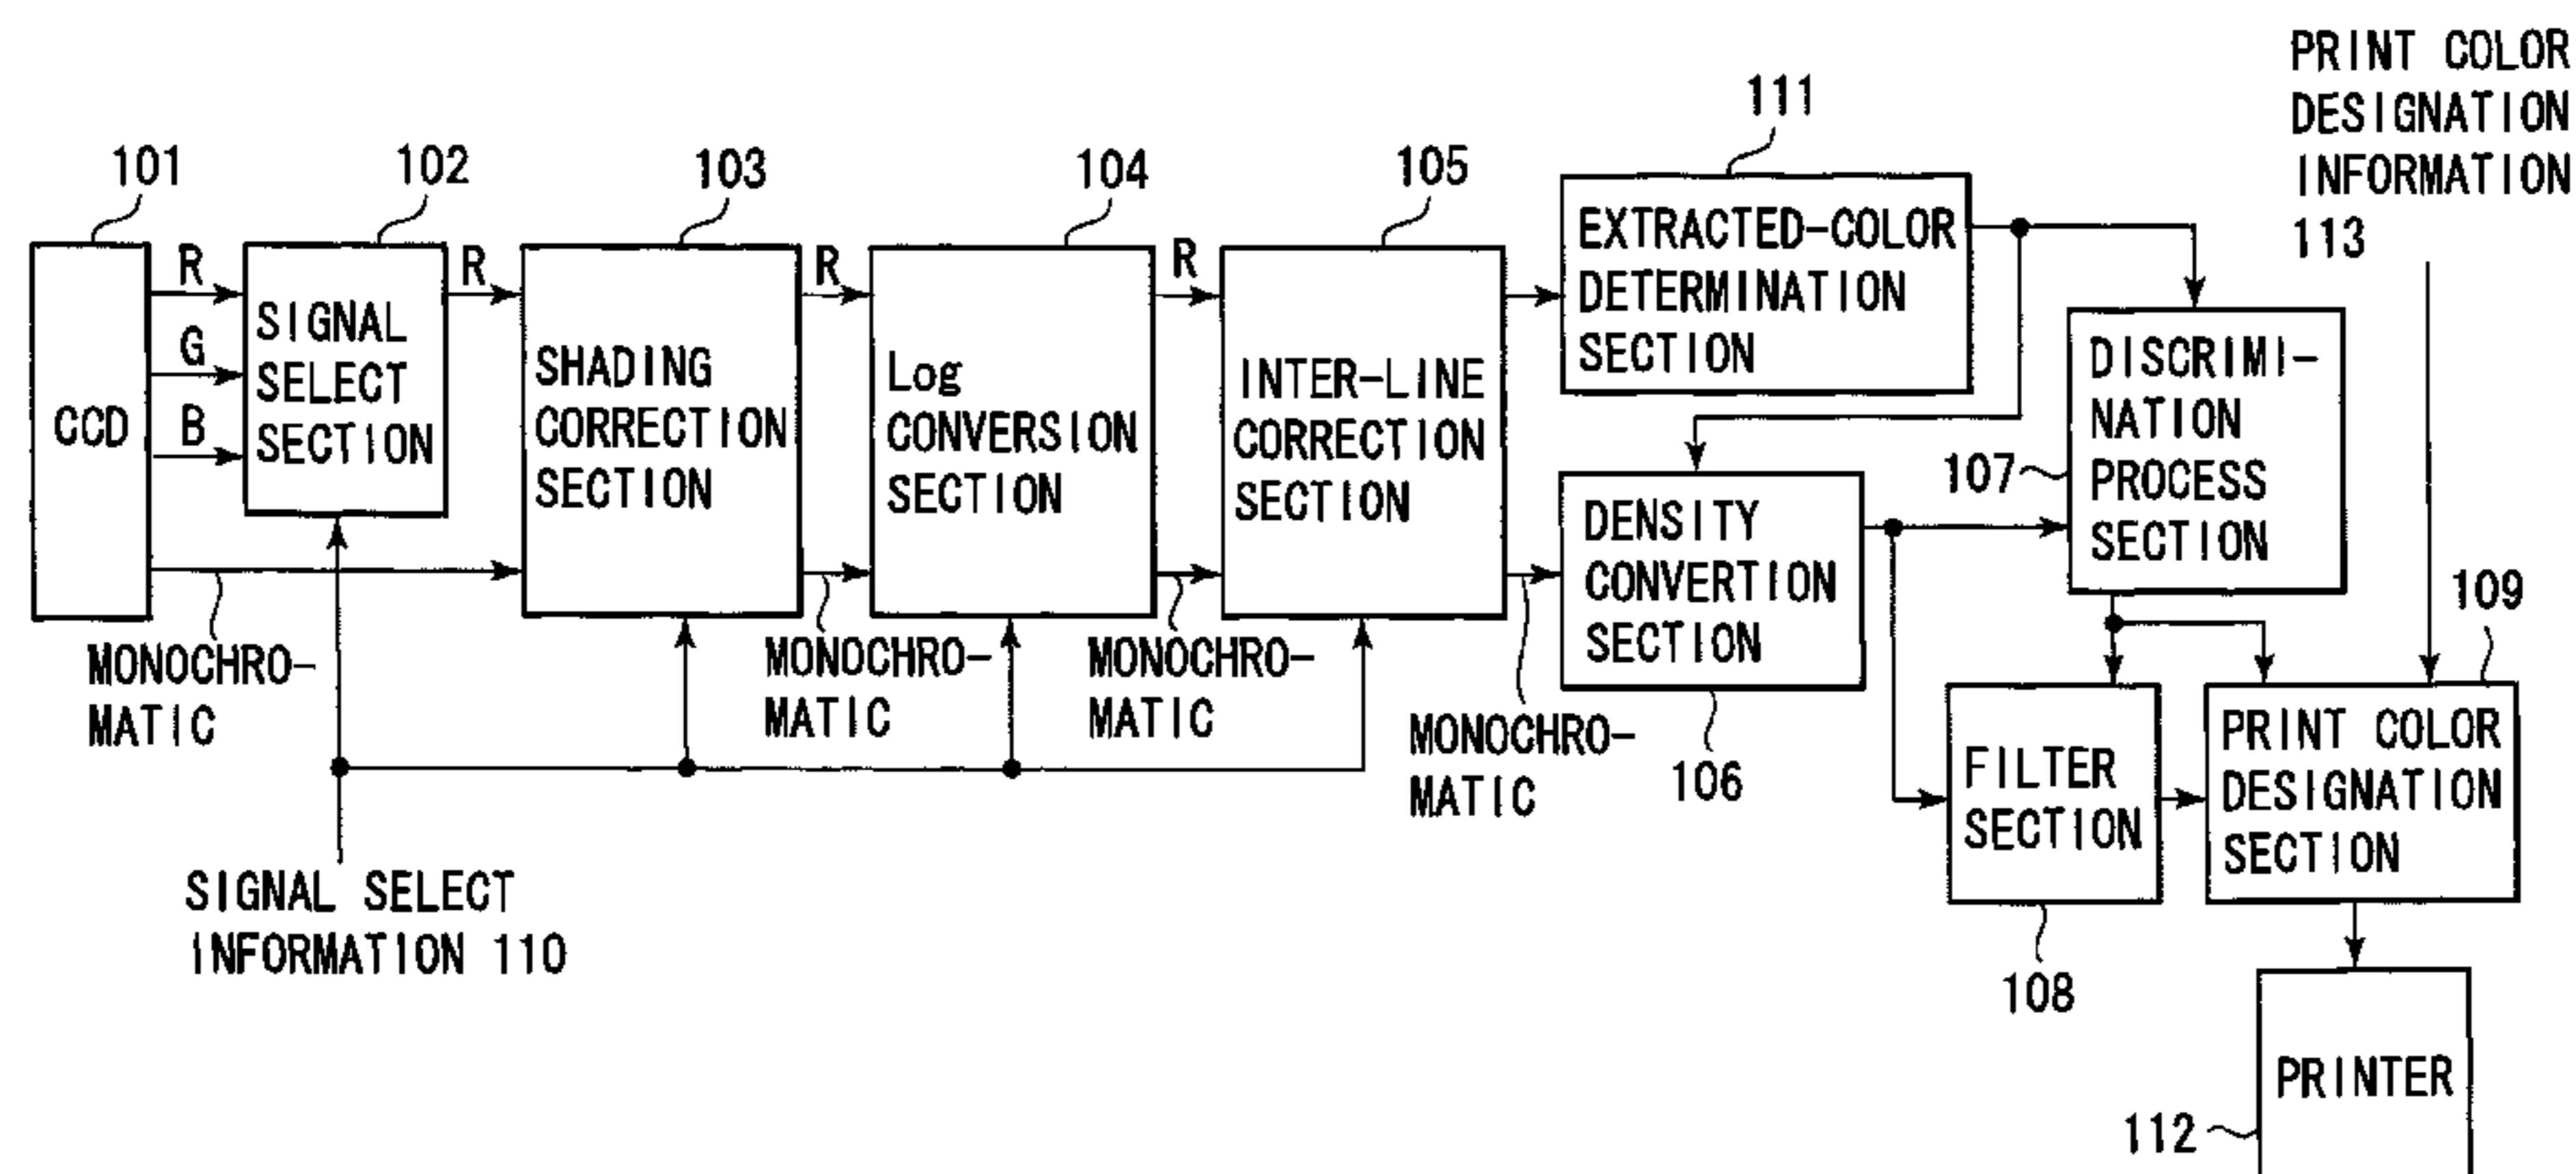 PRINT COLOR
DESIGNATION
INFORMATION
113
111
101
102
103
104
105
R
G
B
R
R
R
CCD
SIGNAL
SELECT
SECTION
SHADING
CORRECTION
SECTION
Log
CONVERSION
SECTION
INTER-LINE
CORRECTION
SECTION
EXTRACTED-COLOR
DETERMINATION
SECTION
DISCRIMI-
NATION
PROCESS
SECTION
107
DENSITY
CONVERTION
SECTION
106
109
MONOCHRO-
MATIC
MONOCHRO-
MATIC
MONOCHRO-
MATIC
MONOCHRO-
MATIC
FILTER
SECTION
108
PRINT COLOR
DESIGNATION
SECTION
SIGNAL SELECT
INFORMATION 110
PRINTER
112